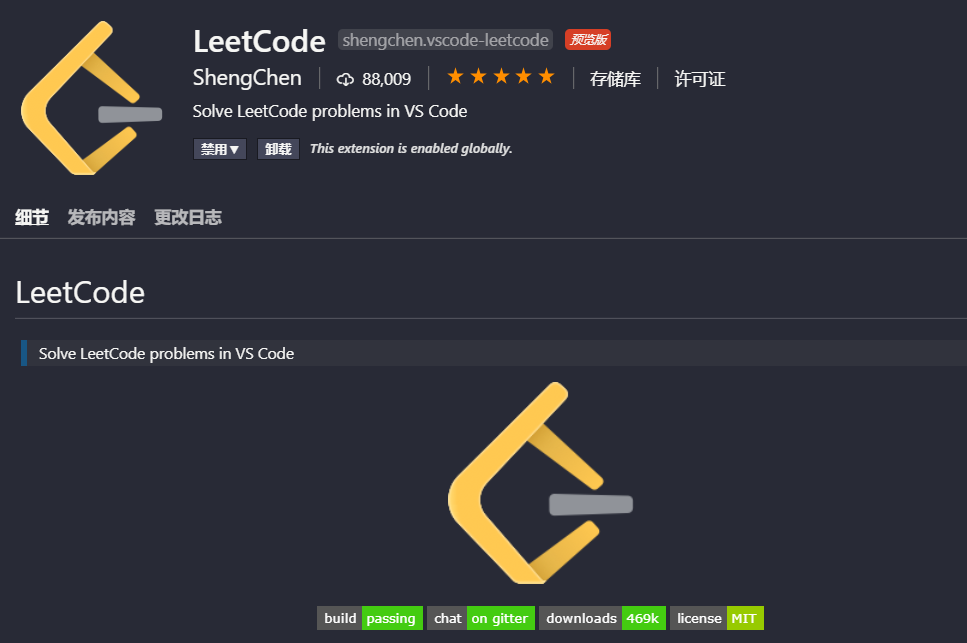 LeetCode shengchen.vscode-leetcode 预览版
ShengChen 88,009 存储库 许可证
Solve LeetCode problems in VS Code
禁用▼ 卸载 This extension is enabled globally.
细节 发布内容 更改日志
LeetCode
Solve LeetCode problems in VS Code
build passing chat on gitter downloads 469k license MIT